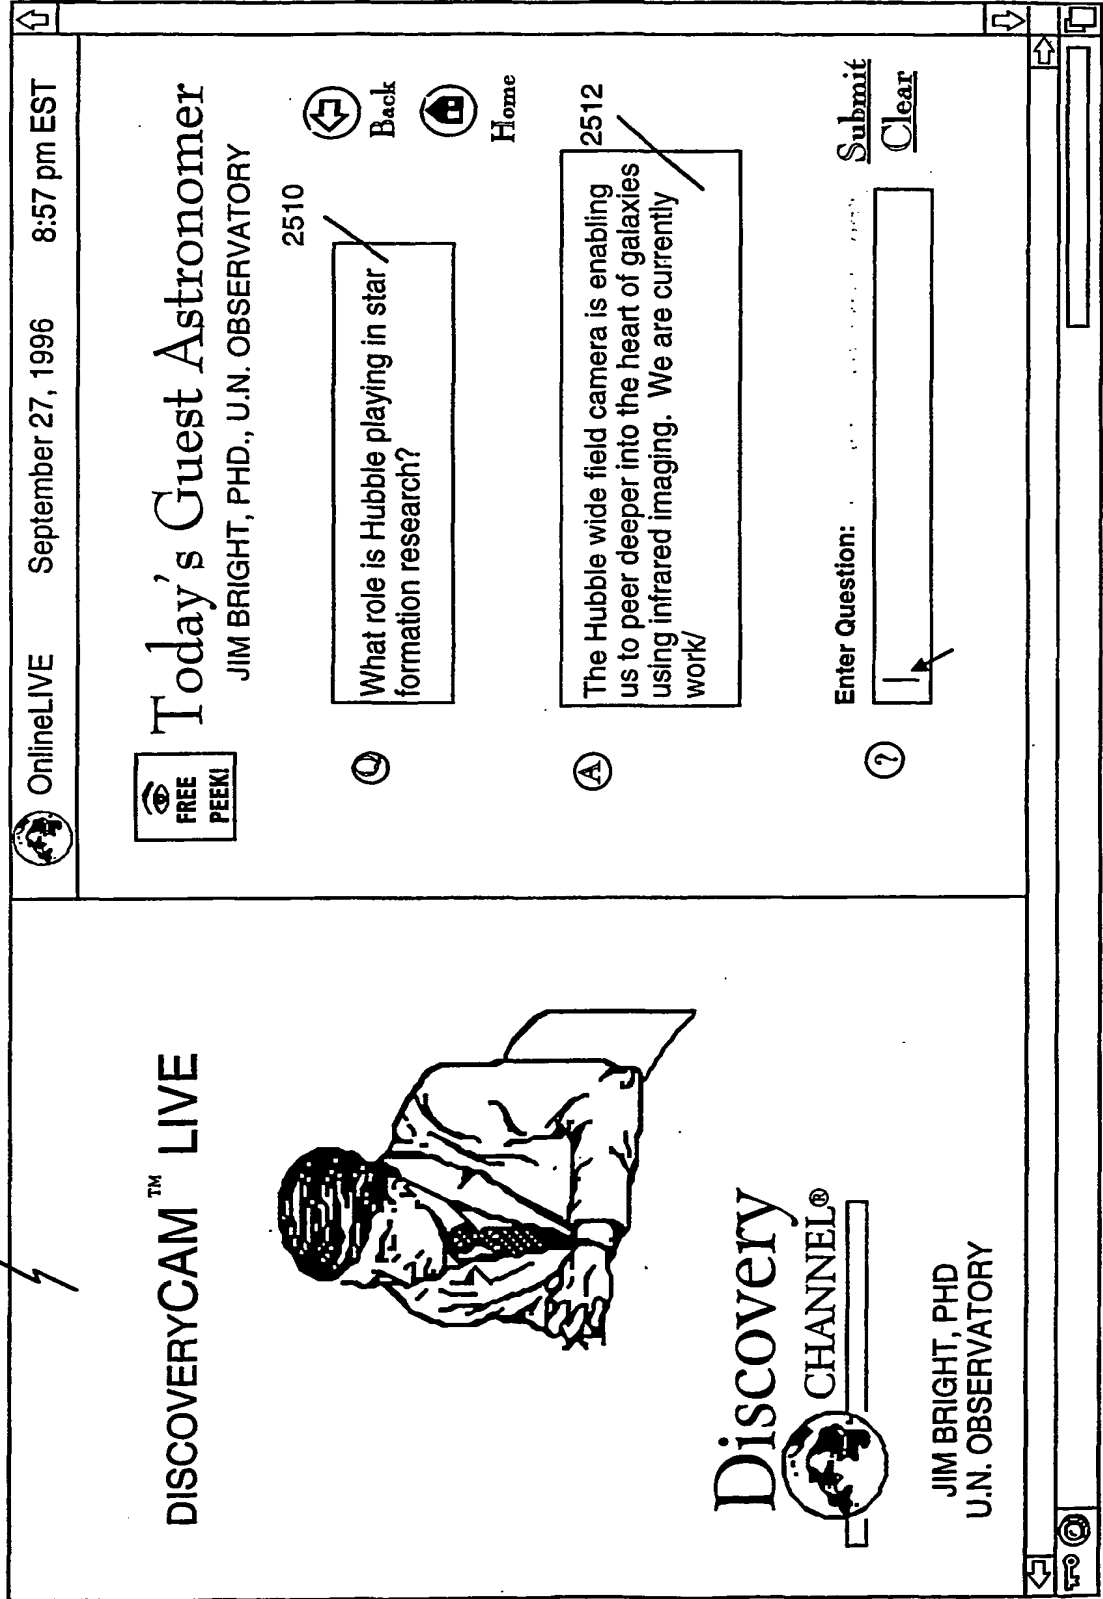 DISCOVERYCAM™ LIVE
Discovery
CHANNEL®
JIM BRIGHT, PHD
U.N. OBSERVATORY
OnlineLIVE September 27, 1996 8:57 pm EST
FREE
PEEK!
Today's Guest Astronomer
JIM BRIGHT, PHD., U.N. OBSERVATORY
2510
Back
Home
Q
What role is Hubble playing in star
formation research?
2512
A
The Hubble wide field camera is enabling
us to peer deeper into the heart of galaxies
using infrared imaging. We are currently
work/
Enter Question:
?
Submit
Clear